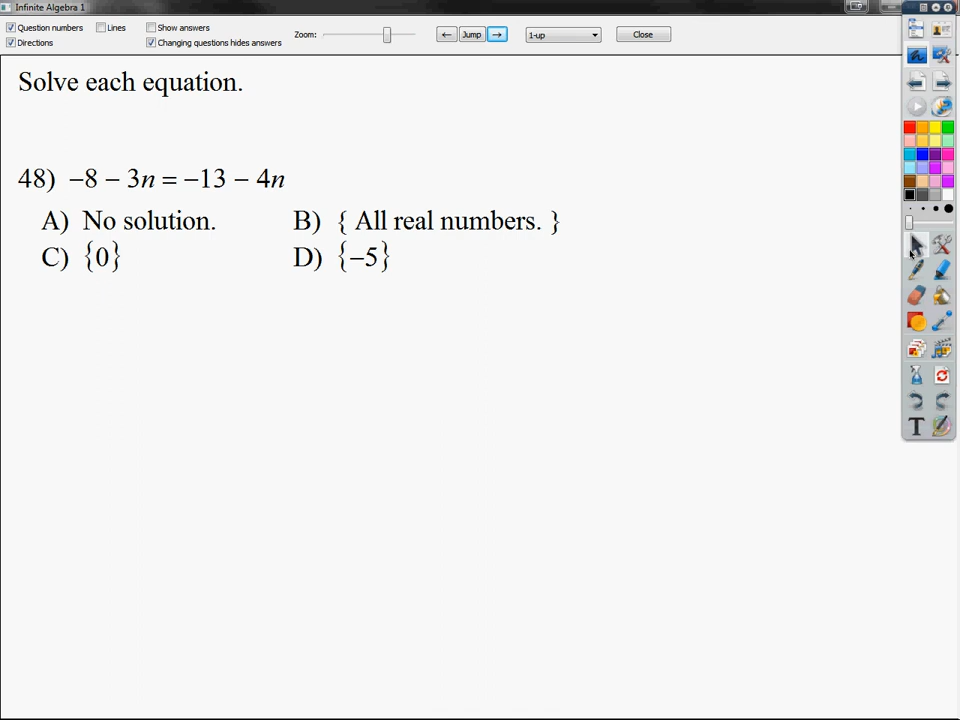 Infinite Algebra 1
Question numbers Lines Show answers
Directions Changing questions hides answers
Zoom: Jump 1-up Close
Solve each equation.
48) −8 − 3n = −13 − 4n
A) No solution. B) { All real numbers. }
C) {0} D) {−5}
T